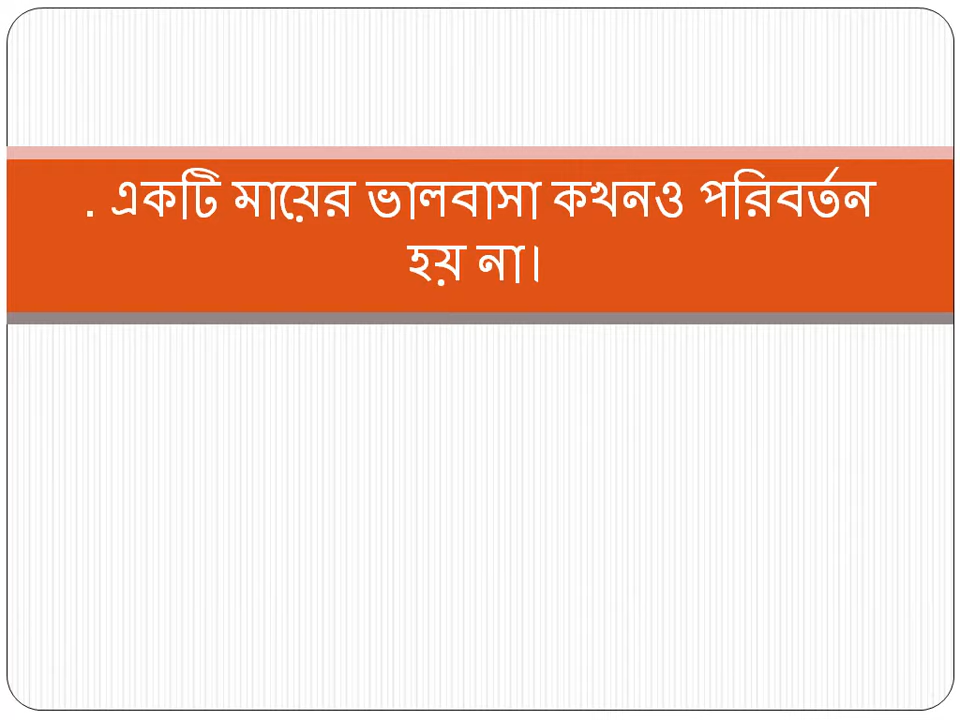 . একটি মায়ের ভালবাসা কখনও পরিবর্তন
হয় না।